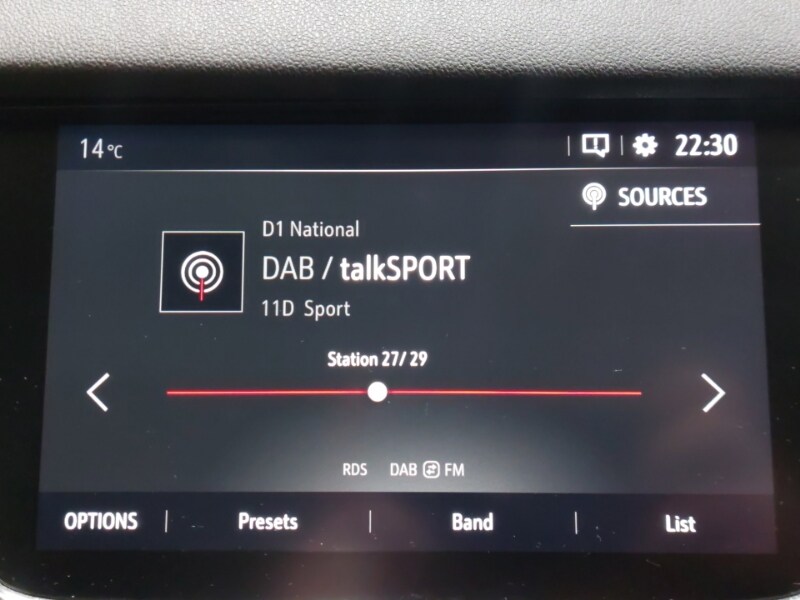 14°C
22:30
SOURCES
D1 National
DAB / talkSPORT
11D Sport
Station 27/ 29
RDS DAB FM
OPTIONS Presets Band List